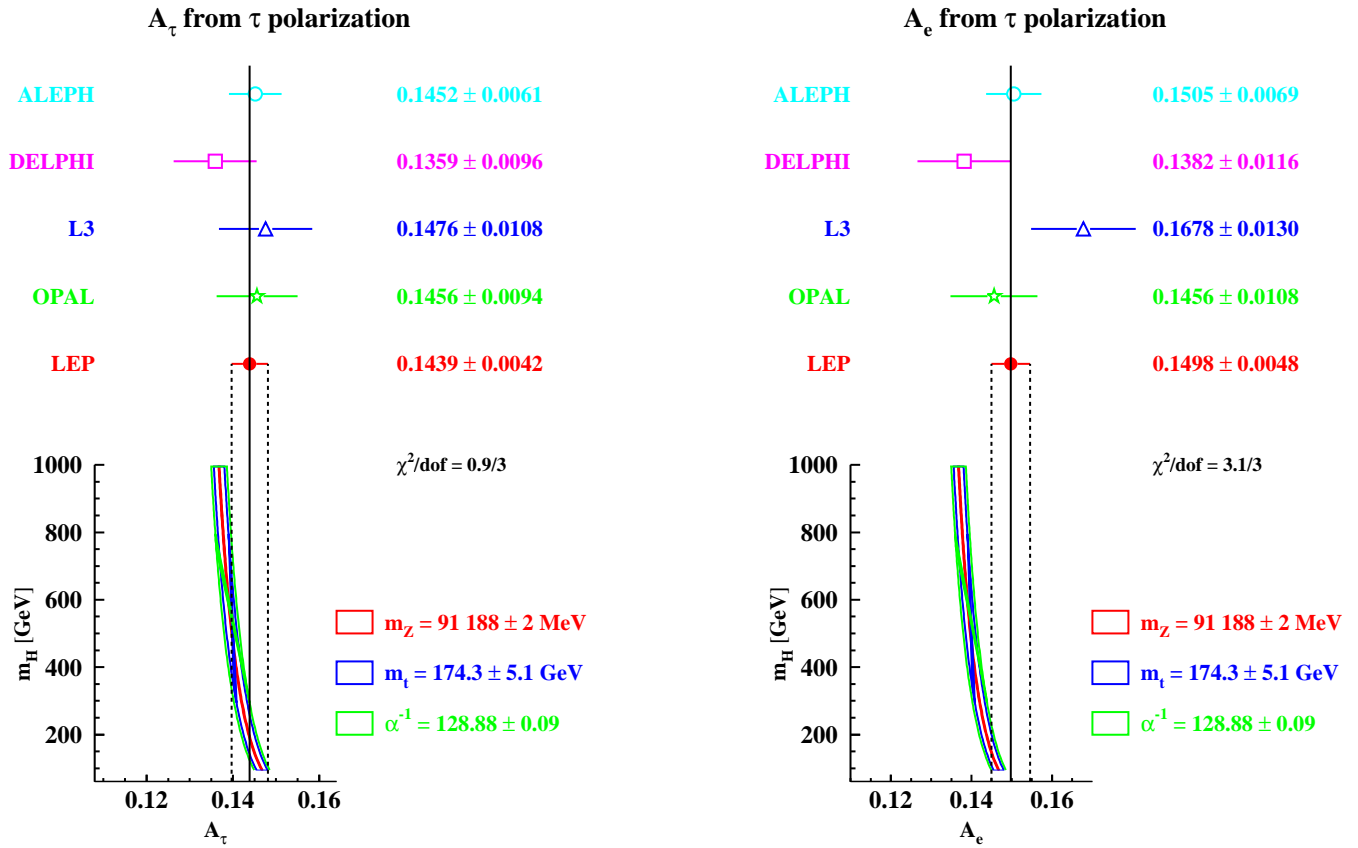 A_τ from τ polarization
ALEPH 0.1452 ± 0.0061
DELPHI 0.1359 ± 0.0096
L3 0.1476 ± 0.0108
OPAL 0.1456 ± 0.0094
LEP 0.1439 ± 0.0042
χ²/dof = 0.9/3
1000
800
600
400
200
m_H [GeV]
m_Z = 91 188 ± 2 MeV
m_t = 174.3 ± 5.1 GeV
α⁻¹ = 128.88 ± 0.09
0.12 0.14 0.16
A_τ
A_e from τ polarization
ALEPH 0.1505 ± 0.0069
DELPHI 0.1382 ± 0.0116
L3 0.1678 ± 0.0130
OPAL 0.1456 ± 0.0108
LEP 0.1498 ± 0.0048
χ²/dof = 3.1/3
1000
800
600
400
200
m_H [GeV]
m_Z = 91 188 ± 2 MeV
m_t = 174.3 ± 5.1 GeV
α⁻¹ = 128.88 ± 0.09
0.12 0.14 0.16
A_e